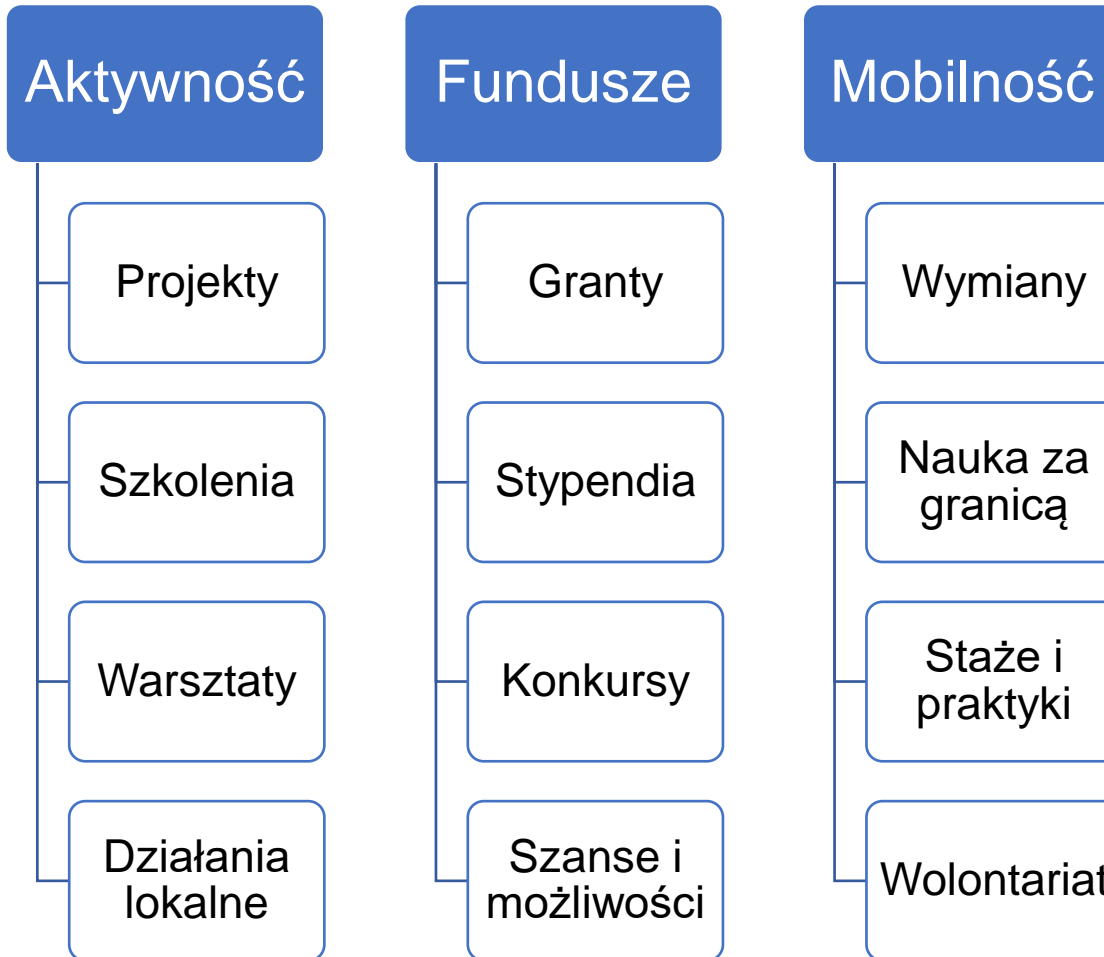 Aktywność
Projekty
Szkolenia
Warsztaty
Działania
lokalne
Fundusze
Granty
Stypendia
Konkursy
Szanse i
możliwości
Mobilność
Wymiany
Nauka za
granicą
Staże i
praktyki
Wolontariat